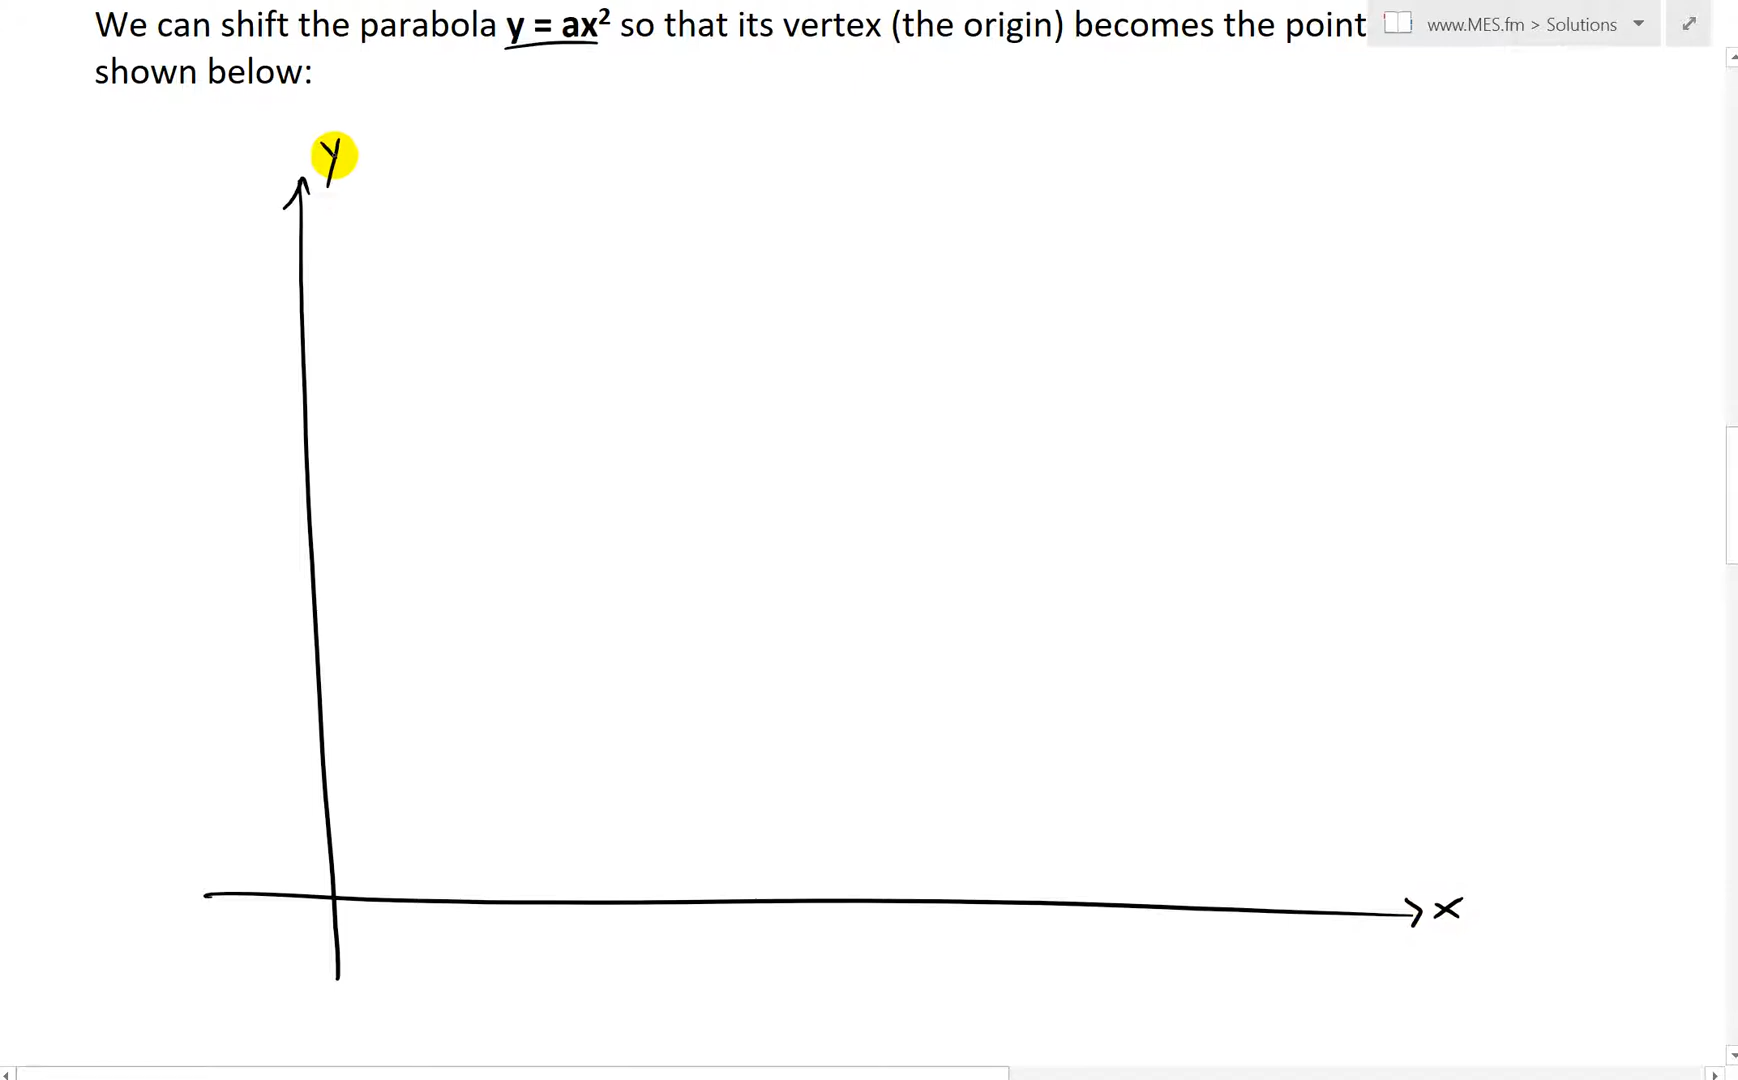 We can shift the parabola y = ax² so that its vertex (the origin) becomes the point
www.MES.fm > Solutions
shown below:
y
x